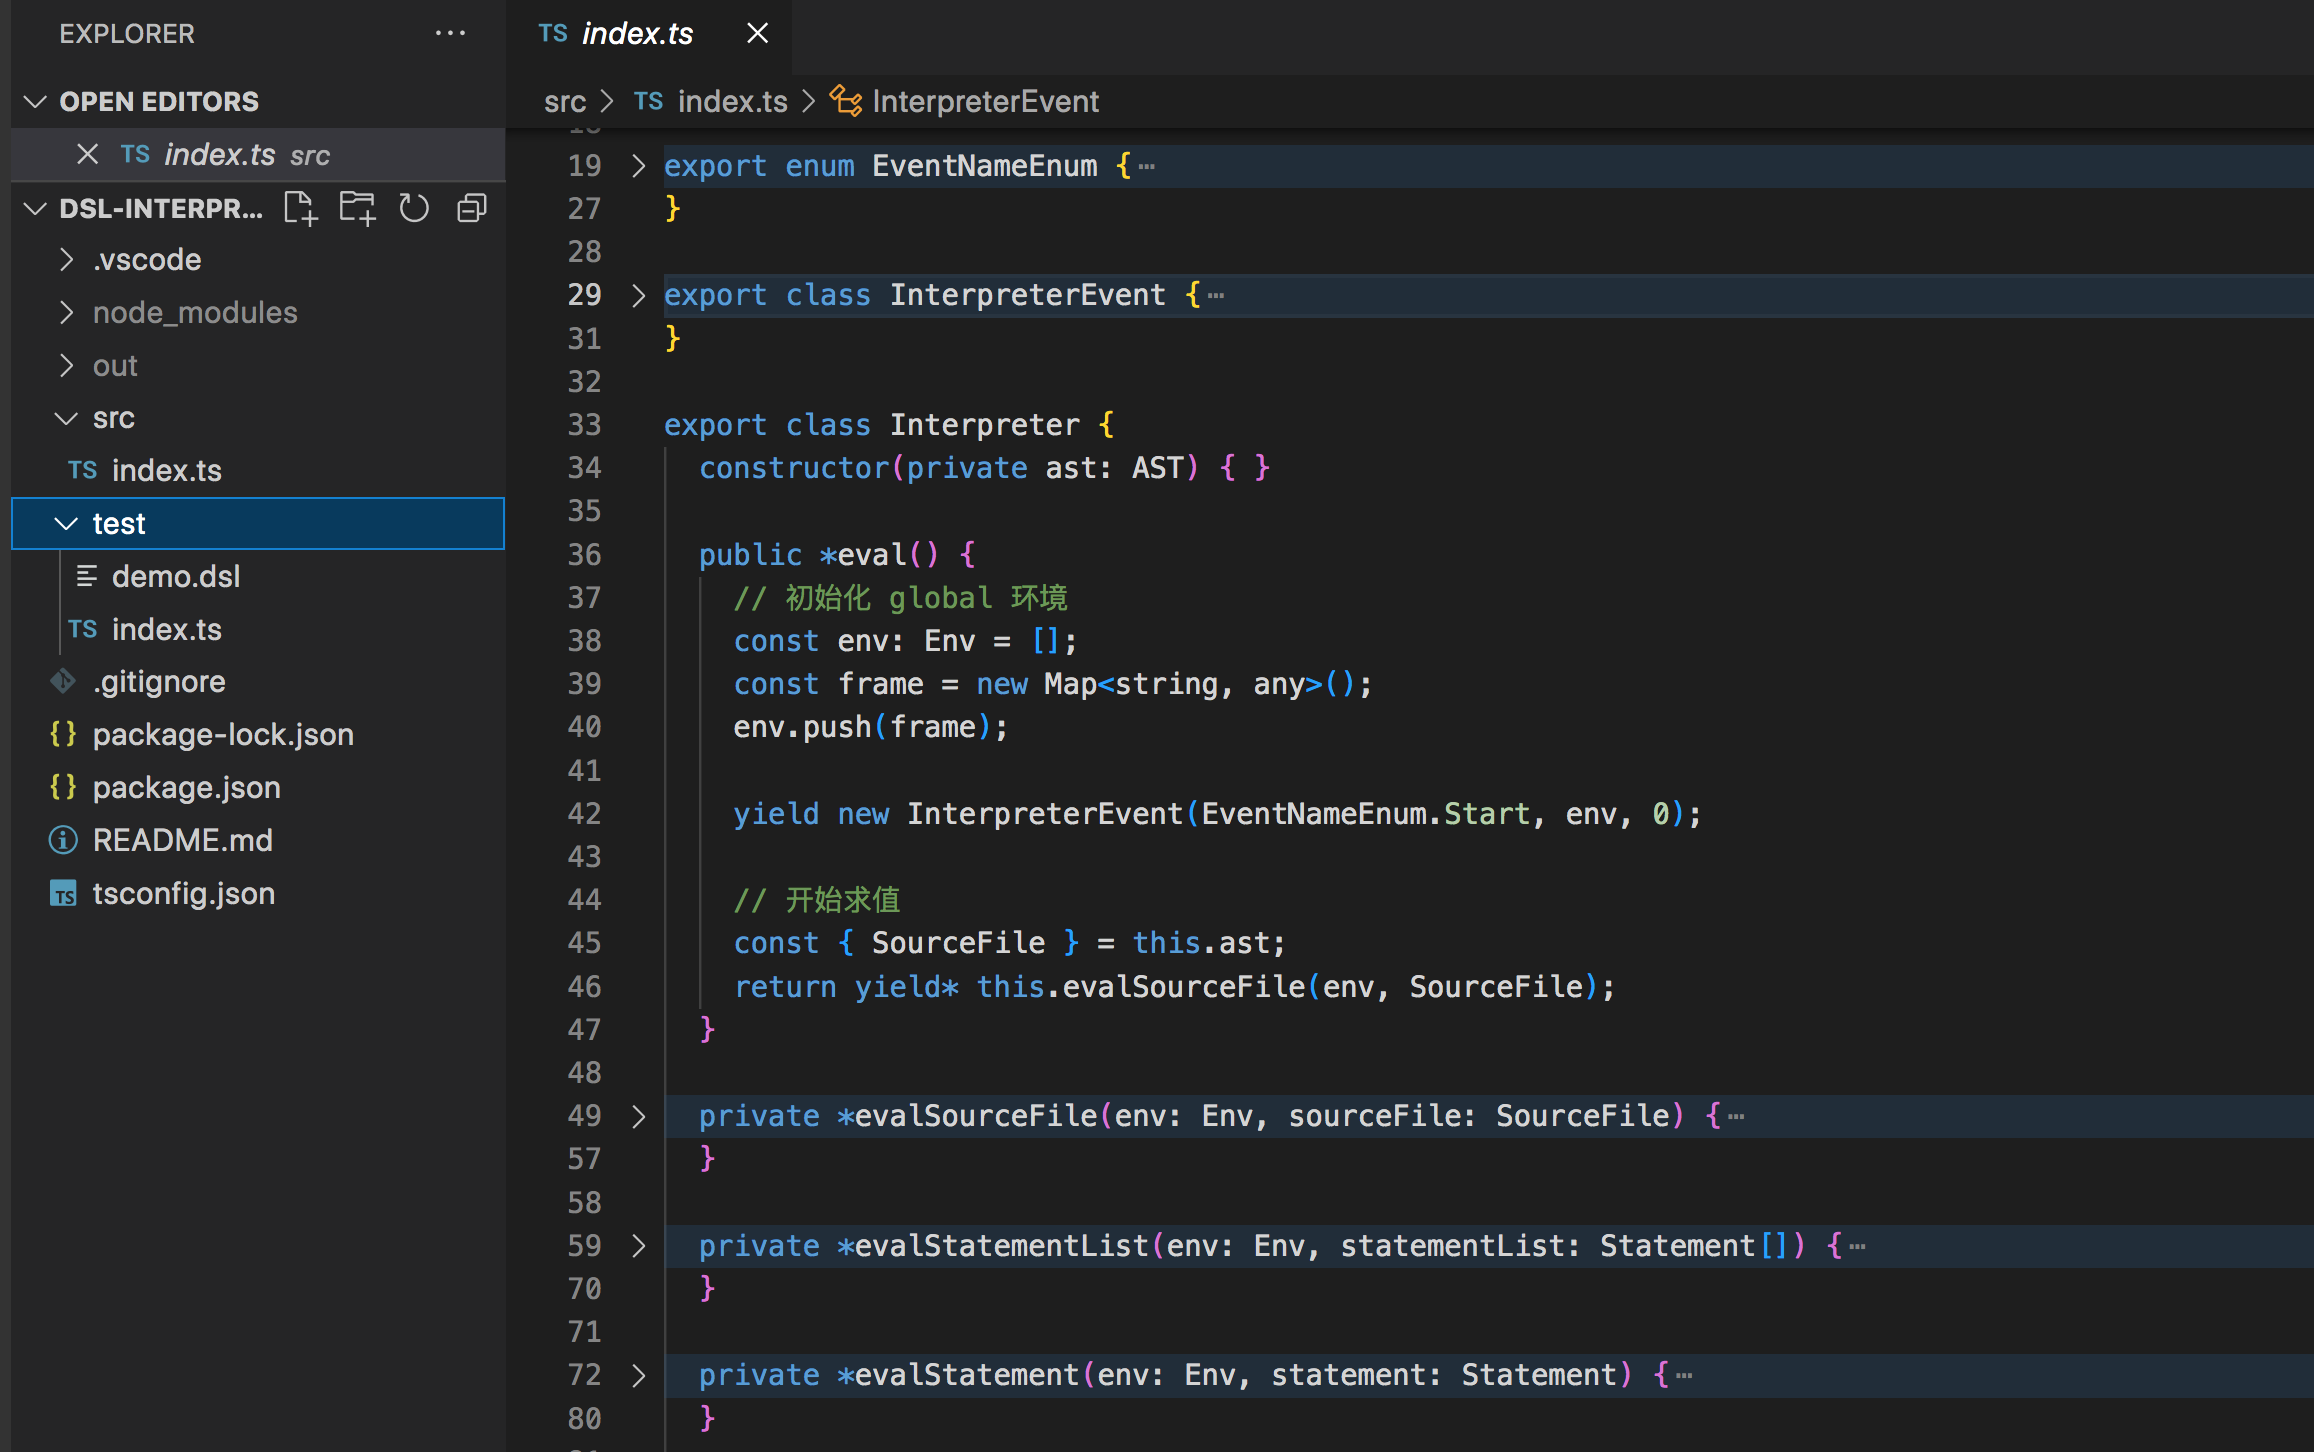 EXPLORER
OPEN EDITORS
TS index.ts src
DSL-INTERPR...
.vscode
node_modules
out
src
TS index.ts
test
demo.dsl
TS index.ts
.gitignore
{} package-lock.json
{} package.json
README.md
TS tsconfig.json
TS index.ts
src > TS index.ts > InterpreterEvent
19 export enum EventNameEnum {…
27 }
28
29 export class InterpreterEvent {…
31 }
32
33 export class Interpreter {
34 constructor(private ast: AST) { }
35
36 public *eval() {
37 // 初始化 global 环境
38 const env: Env = [];
39 const frame = new Map<string, any>();
40 env.push(frame);
41
42 yield new InterpreterEvent(EventNameEnum.Start, env, 0);
43
44 // 开始求值
45 const { SourceFile } = this.ast;
46 return yield* this.evalSourceFile(env, SourceFile);
47 }
48
49 private *evalSourceFile(env: Env, sourceFile: SourceFile) {…
57 }
58
59 private *evalStatementList(env: Env, statementList: Statement[]) {…
70 }
71
72 private *evalStatement(env: Env, statement: Statement) {…
80 }